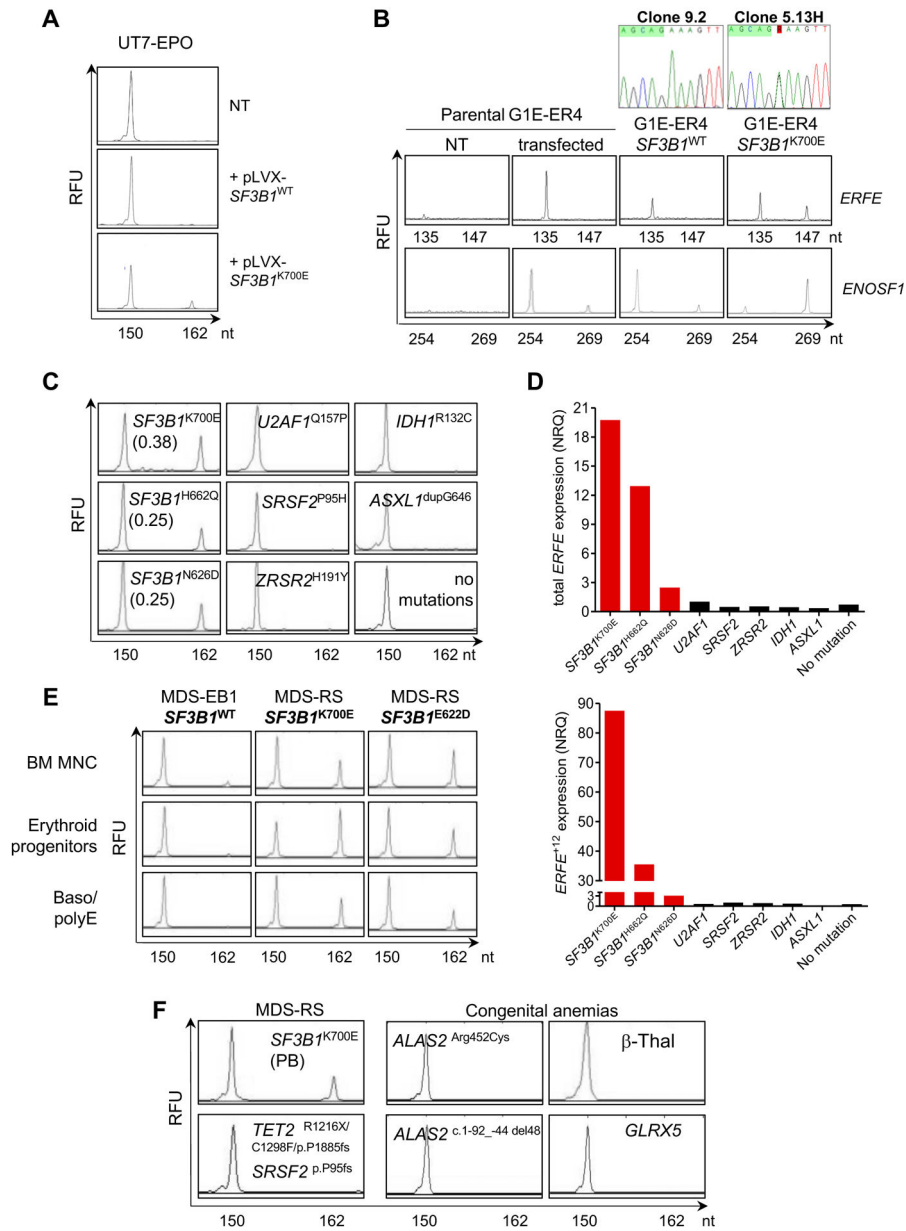 A
UT7-EPO
RFU
NT
+ pLVX-
SF3B1WT
+ pLVX-
SF3B1K700E
150 162 nt
B
Clone 9.2 Clone 5.13H
AGCAGAAAGTT AGCAGRAAGTT
Parental G1E-ER4
NT transfected
G1E-ER4
SF3B1WT
G1E-ER4
SF3B1K700E
RFU
ERFE
135 147 135 147 135 147 135 147 nt
ENOSF1
254 269 254 269 254 269 254 269 nt
C
RFU
SF3B1K700E
(0.38)
U2AF1Q157P
IDH1R132C
SF3B1H662Q
(0.25)
SRSF2P95H
ASXL1dupG646
SF3B1N626D
(0.25)
ZRSR2H191Y
no
mutations
150 162 150 162 150 162 nt
D
total ERFE expression (NRQ)
21
18
15
12
9
6
3
0
SF3B1K700E
SF3B1H662Q
SF3B1N626D
U2AF1
SRSF2
ZRSR2
IDH1
ASXL1
No mutation
ERFE+12 expression (NRQ)
90
80
70
60
50
40
30
3
0
SF3B1K700E
SF3B1H662Q
SF3B1N626D
U2AF1
SRSF2
ZRSR2
IDH1
ASXL1
No mutation
E
MDS-EB1
SF3B1WT
MDS-RS
SF3B1K700E
MDS-RS
SF3B1E622D
BM MNC
Erythroid
progenitors
Baso/
polyE
RFU
150 162 150 162 150 162 nt
F
MDS-RS
Congenital anemias
RFU
SF3B1K700E
(PB)
ALAS2 Arg452Cys
β-Thal
TET2 R1216X/
C1298F/p.P1885fs
SRSF2 p.P95fs
ALAS2 c.1-92_-44 del48
GLRX5
150 162 150 162 150 162 nt